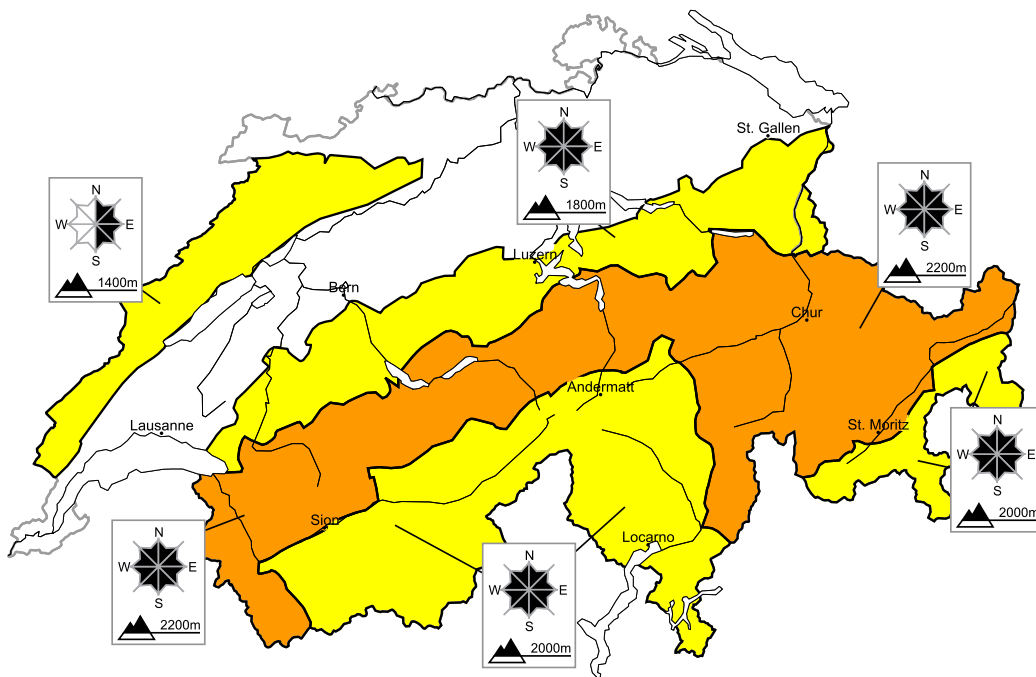 N
W E
S
1800m
St. Gallen
N
W E
S
2200m
N
W E
S
1400m
Luzern
Bern
Chur
Andermatt
Lausanne
St. Moritz
N
W E
S
2000m
Sion
Locarno
N
W E
S
2200m
N
W E
S
2000m